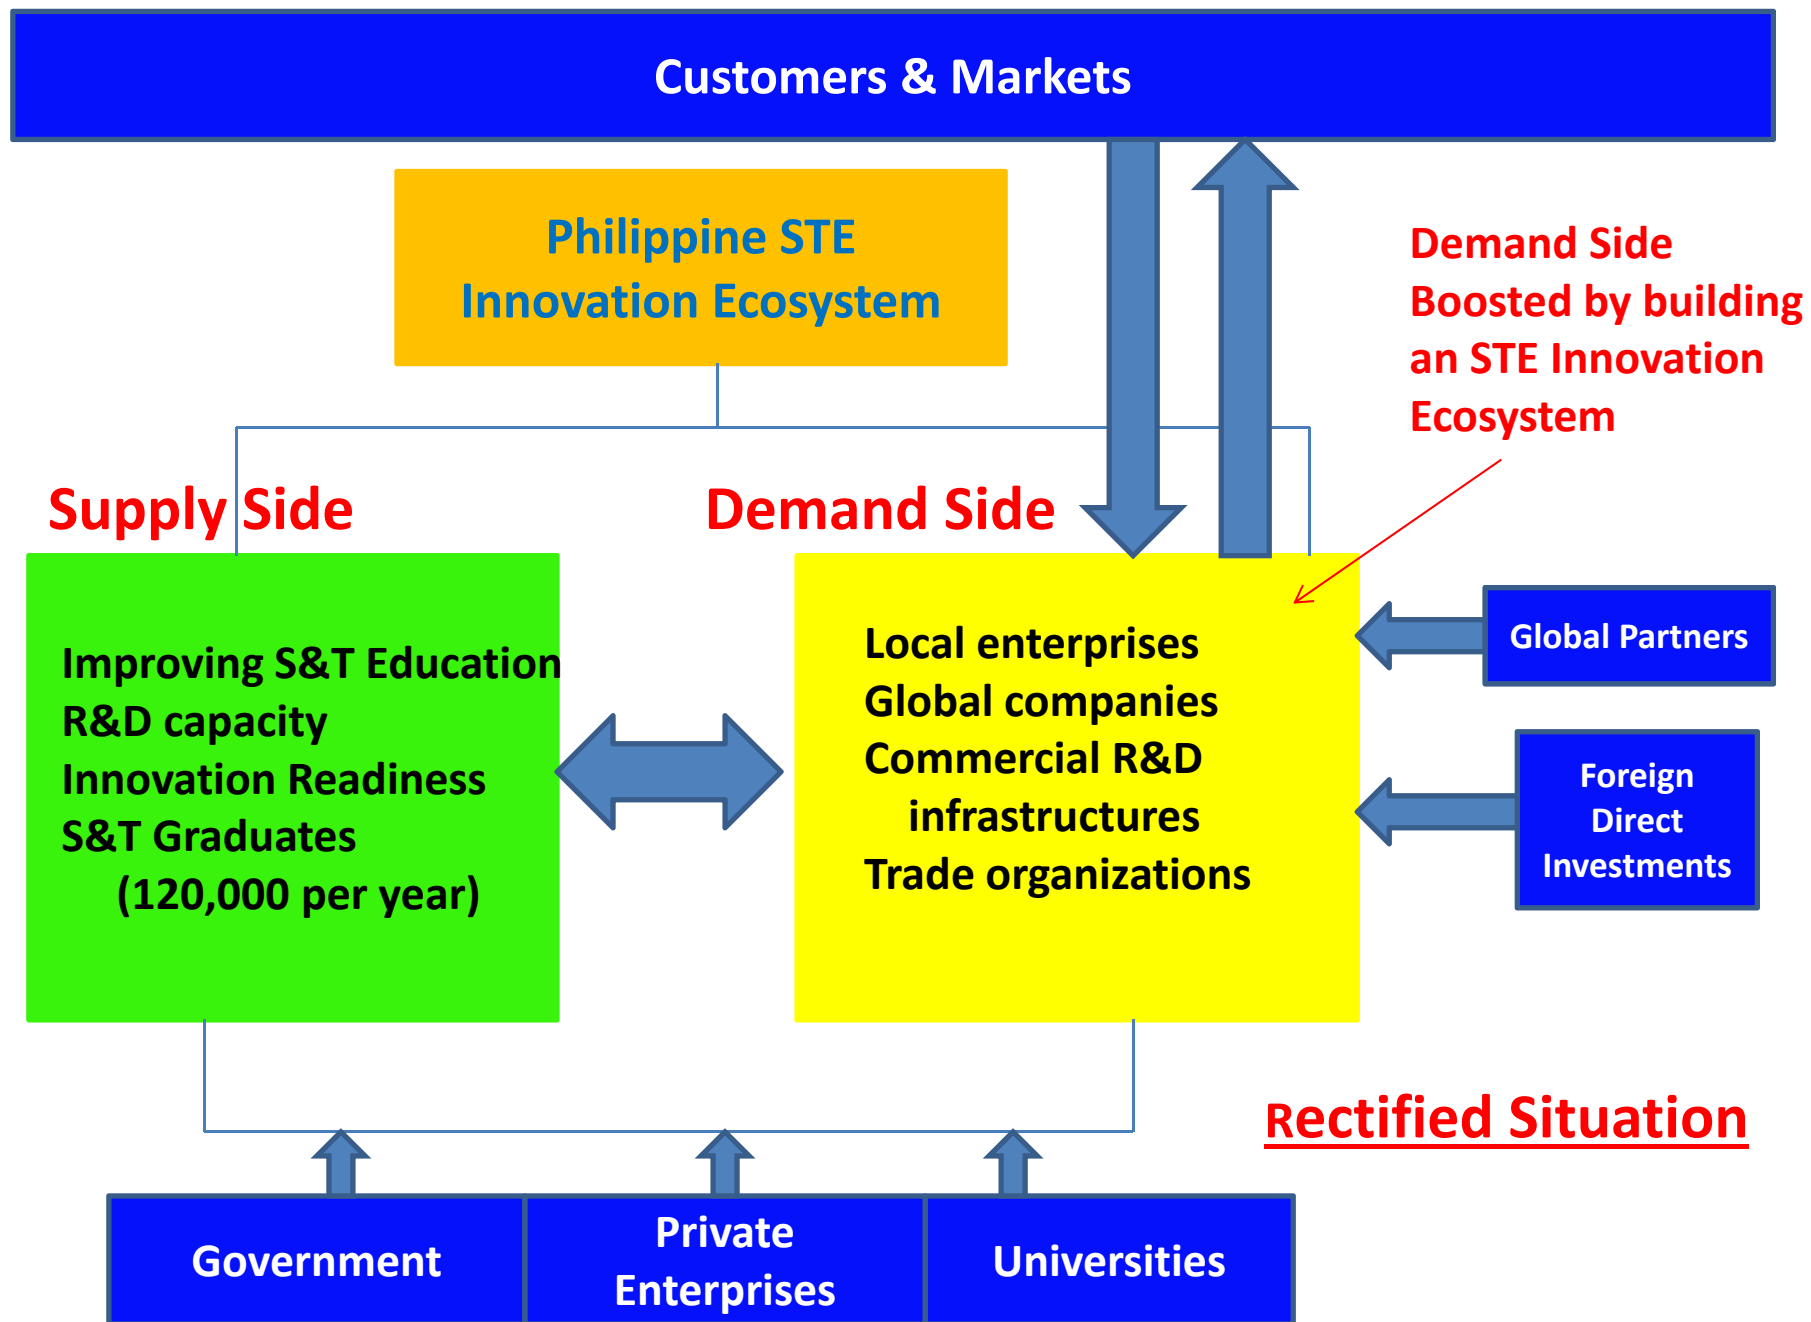 Customers & Markets
Philippine STE
Innovation Ecosystem
Demand Side
Boosted by building
an STE Innovation
Ecosystem
Supply Side
Demand Side
Improving S&T Education
R&D capacity
Innovation Readiness
S&T Graduates
(120,000 per year)
Local enterprises
Global companies
Commercial R&D
infrastructures
Trade organizations
Global Partners
Foreign
Direct
Investments
Rectified Situation
Government
Private
Enterprises
Universities